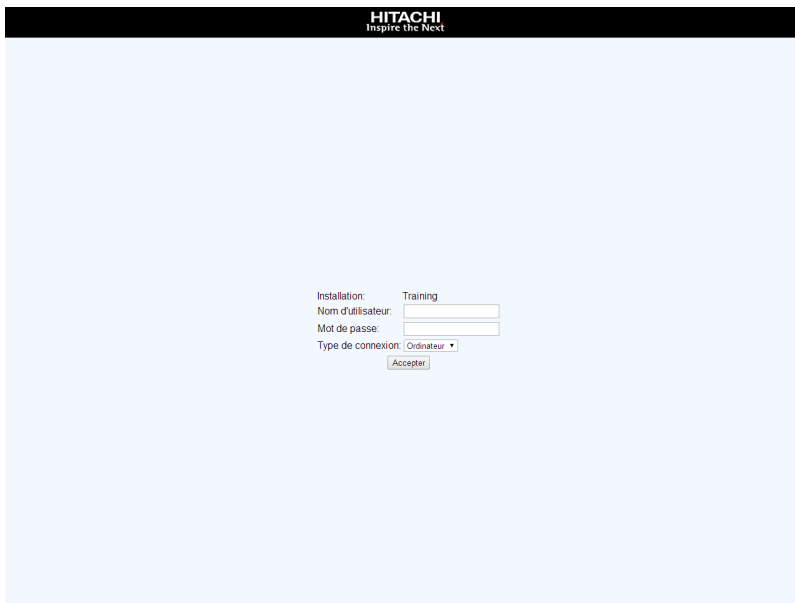 HITACHI
Inspire the Next
Installation: Training
Nom d'utilisateur:
Mot de passe:
Type de connexion: Ordinateur
Accepter